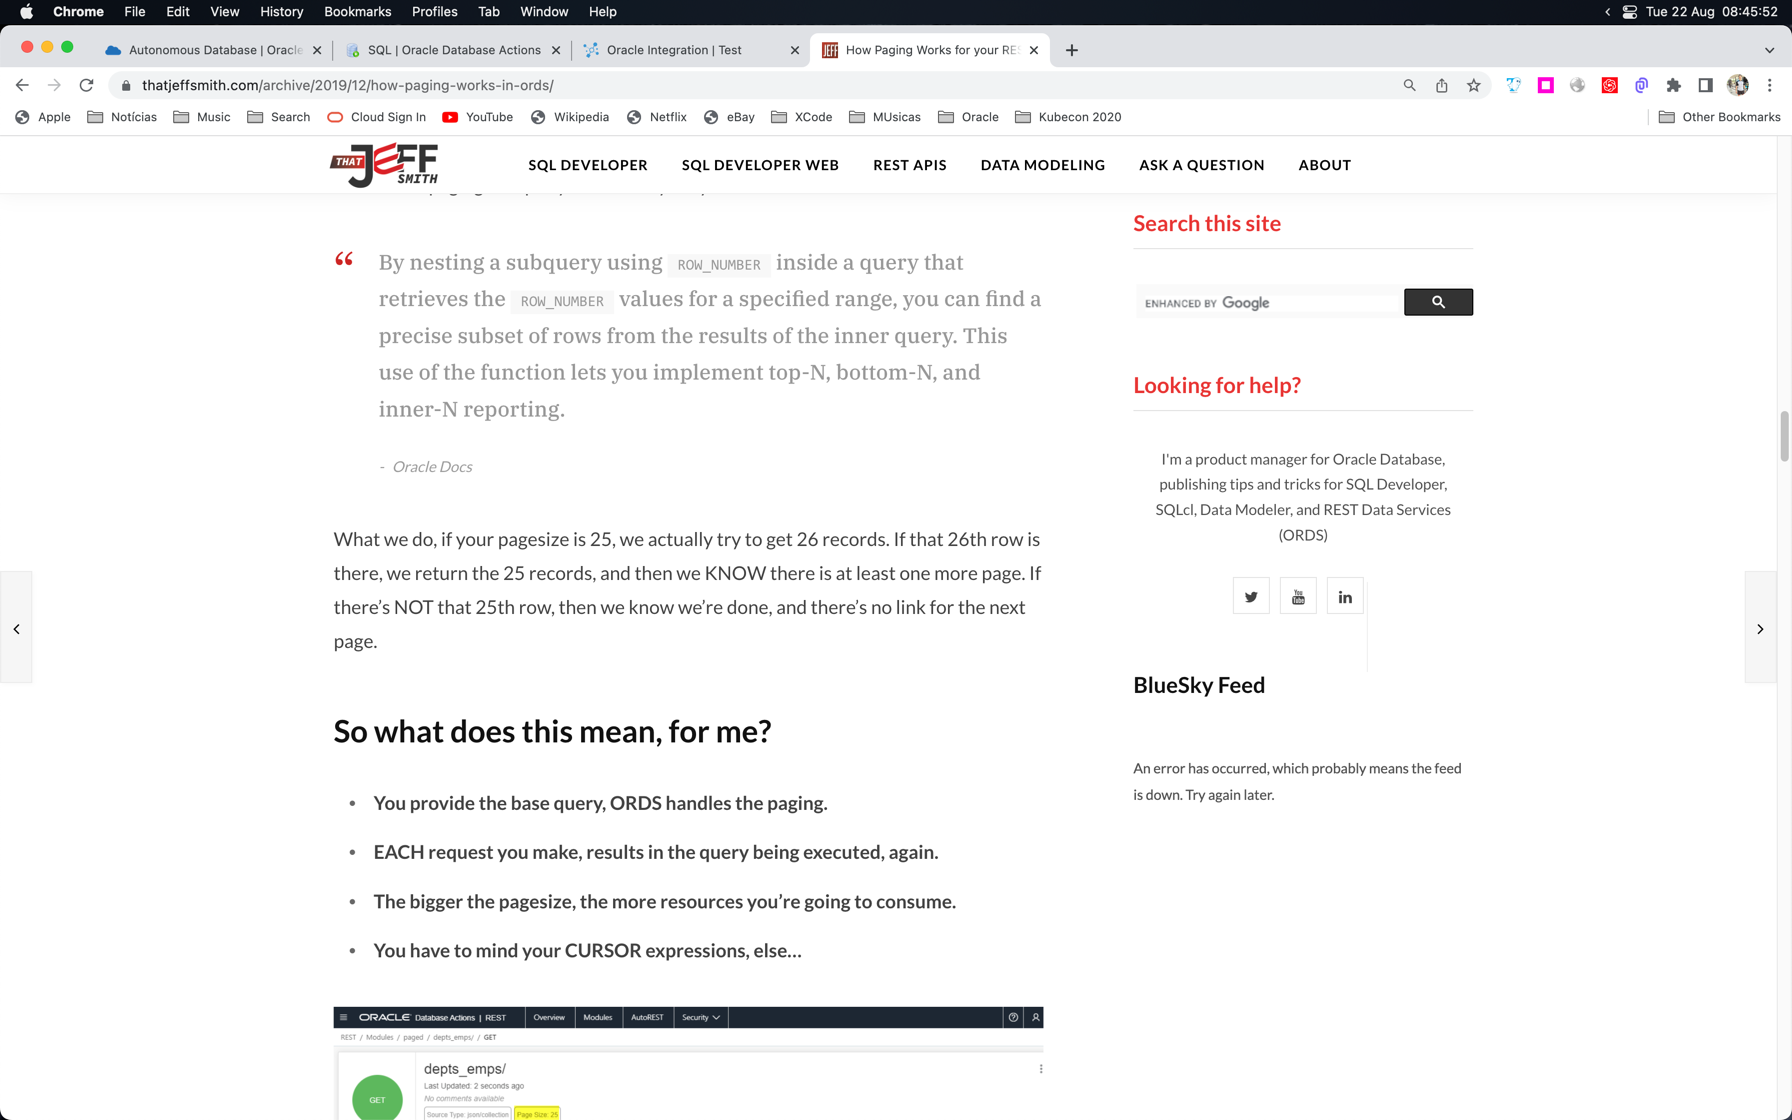 Chrome File Edit View History Bookmarks Profiles Tab Window Help
Tue 22 Aug 08:45:52
Autonomous Database | Oracle
SQL | Oracle Database Actions
Oracle Integration | Test
How Paging Works for your RE
thatjeffsmith.com/archive/2019/12/how-paging-works-in-ords/
Apple Notícias Music Search Cloud Sign In YouTube Wikipedia Netflix eBay XCode MUsicas Oracle Kubecon 2020 Other Bookmarks
THAT JEFF SMITH
SQL DEVELOPER SQL DEVELOPER WEB REST APIS DATA MODELING ASK A QUESTION ABOUT
“ By nesting a subquery using ROW_NUMBER inside a query that
retrieves the ROW_NUMBER values for a specified range, you can find a
precise subset of rows from the results of the inner query. This
use of the function lets you implement top-N, bottom-N, and
inner-N reporting.
- Oracle Docs
What we do, if your pagesize is 25, we actually try to get 26 records. If that 26th row is
there, we return the 25 records, and then we KNOW there is at least one more page. If
there’s NOT that 25th row, then we know we’re done, and there’s no link for the next
page.
So what does this mean, for me?
• You provide the base query, ORDS handles the paging.
• EACH request you make, results in the query being executed, again.
• The bigger the pagesize, the more resources you’re going to consume.
• You have to mind your CURSOR expressions, else…
ORACLE Database Actions | REST Overview Modules AutoREST Security
REST / Modules / paged / depts_emps/ / GET
GET
depts_emps/
Last Updated: 2 seconds ago
No comments available
Source Type: json/collection Page Size: 25
Search this site
ENHANCED BY Google
Looking for help?
I'm a product manager for Oracle Database,
publishing tips and tricks for SQL Developer,
SQLcl, Data Modeler, and REST Data Services
(ORDS)
You Tube
in
BlueSky Feed
An error has occurred, which probably means the feed
is down. Try again later.